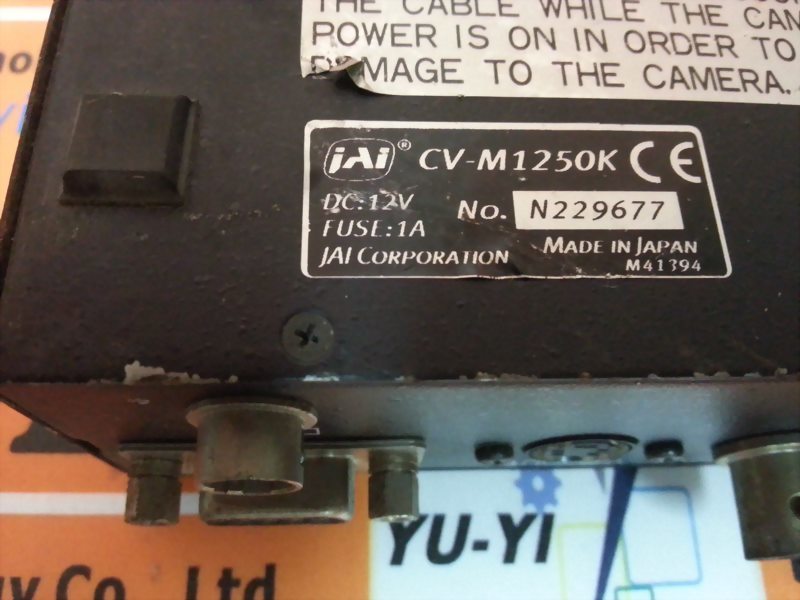 THE CABLE WHILE THE CAM
POWER IS ON IN ORDER TO
DAMAGE TO THE CAMERA.
JAi® CV-M1250K CE
DC:12V
No. N229677
FUSE:1A
MADE IN JAPAN
JAI CORPORATION
M41394
YU-YI
Co., Ltd